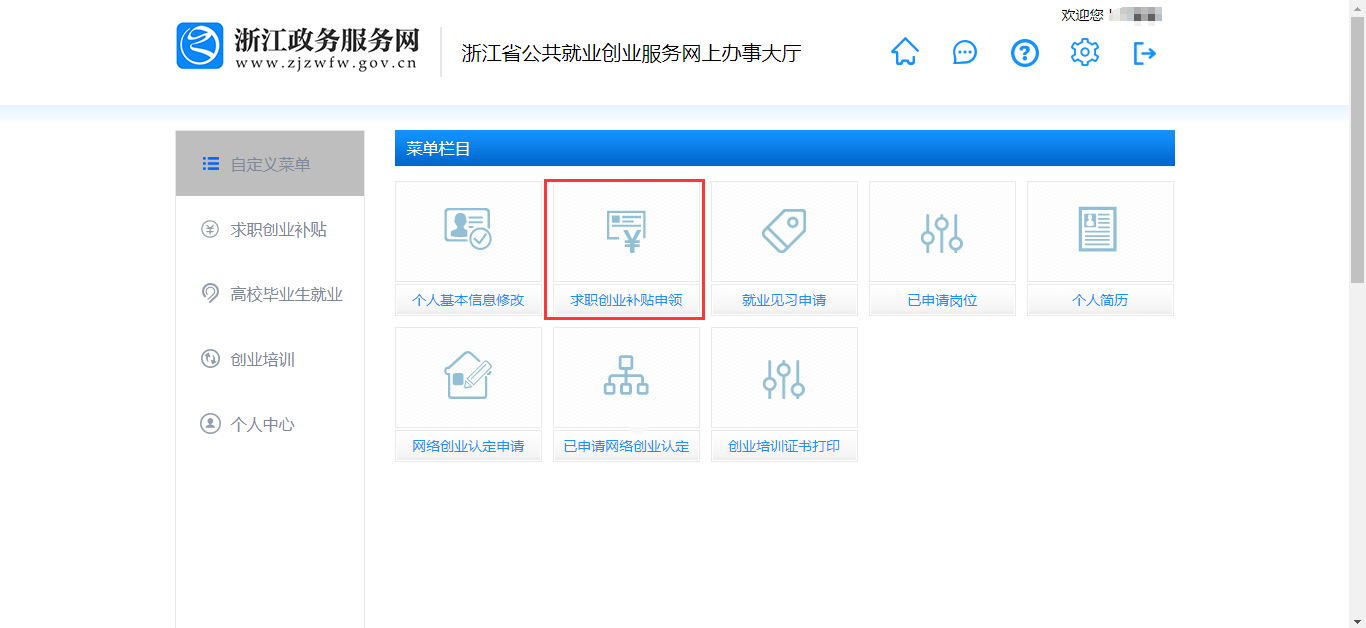 欢迎您
浙江政务服务网
www.zjzwfw.gov.cn
浙江省公共就业创业服务网上办事大厅
自定义菜单
求职创业补贴
高校毕业生就业
创业培训
个人中心
菜单栏目
个人基本信息修改
求职创业补贴申领
就业见习申请
已申请岗位
个人简历
网络创业认定申请
已申请网络创业认定
创业培训证书打印